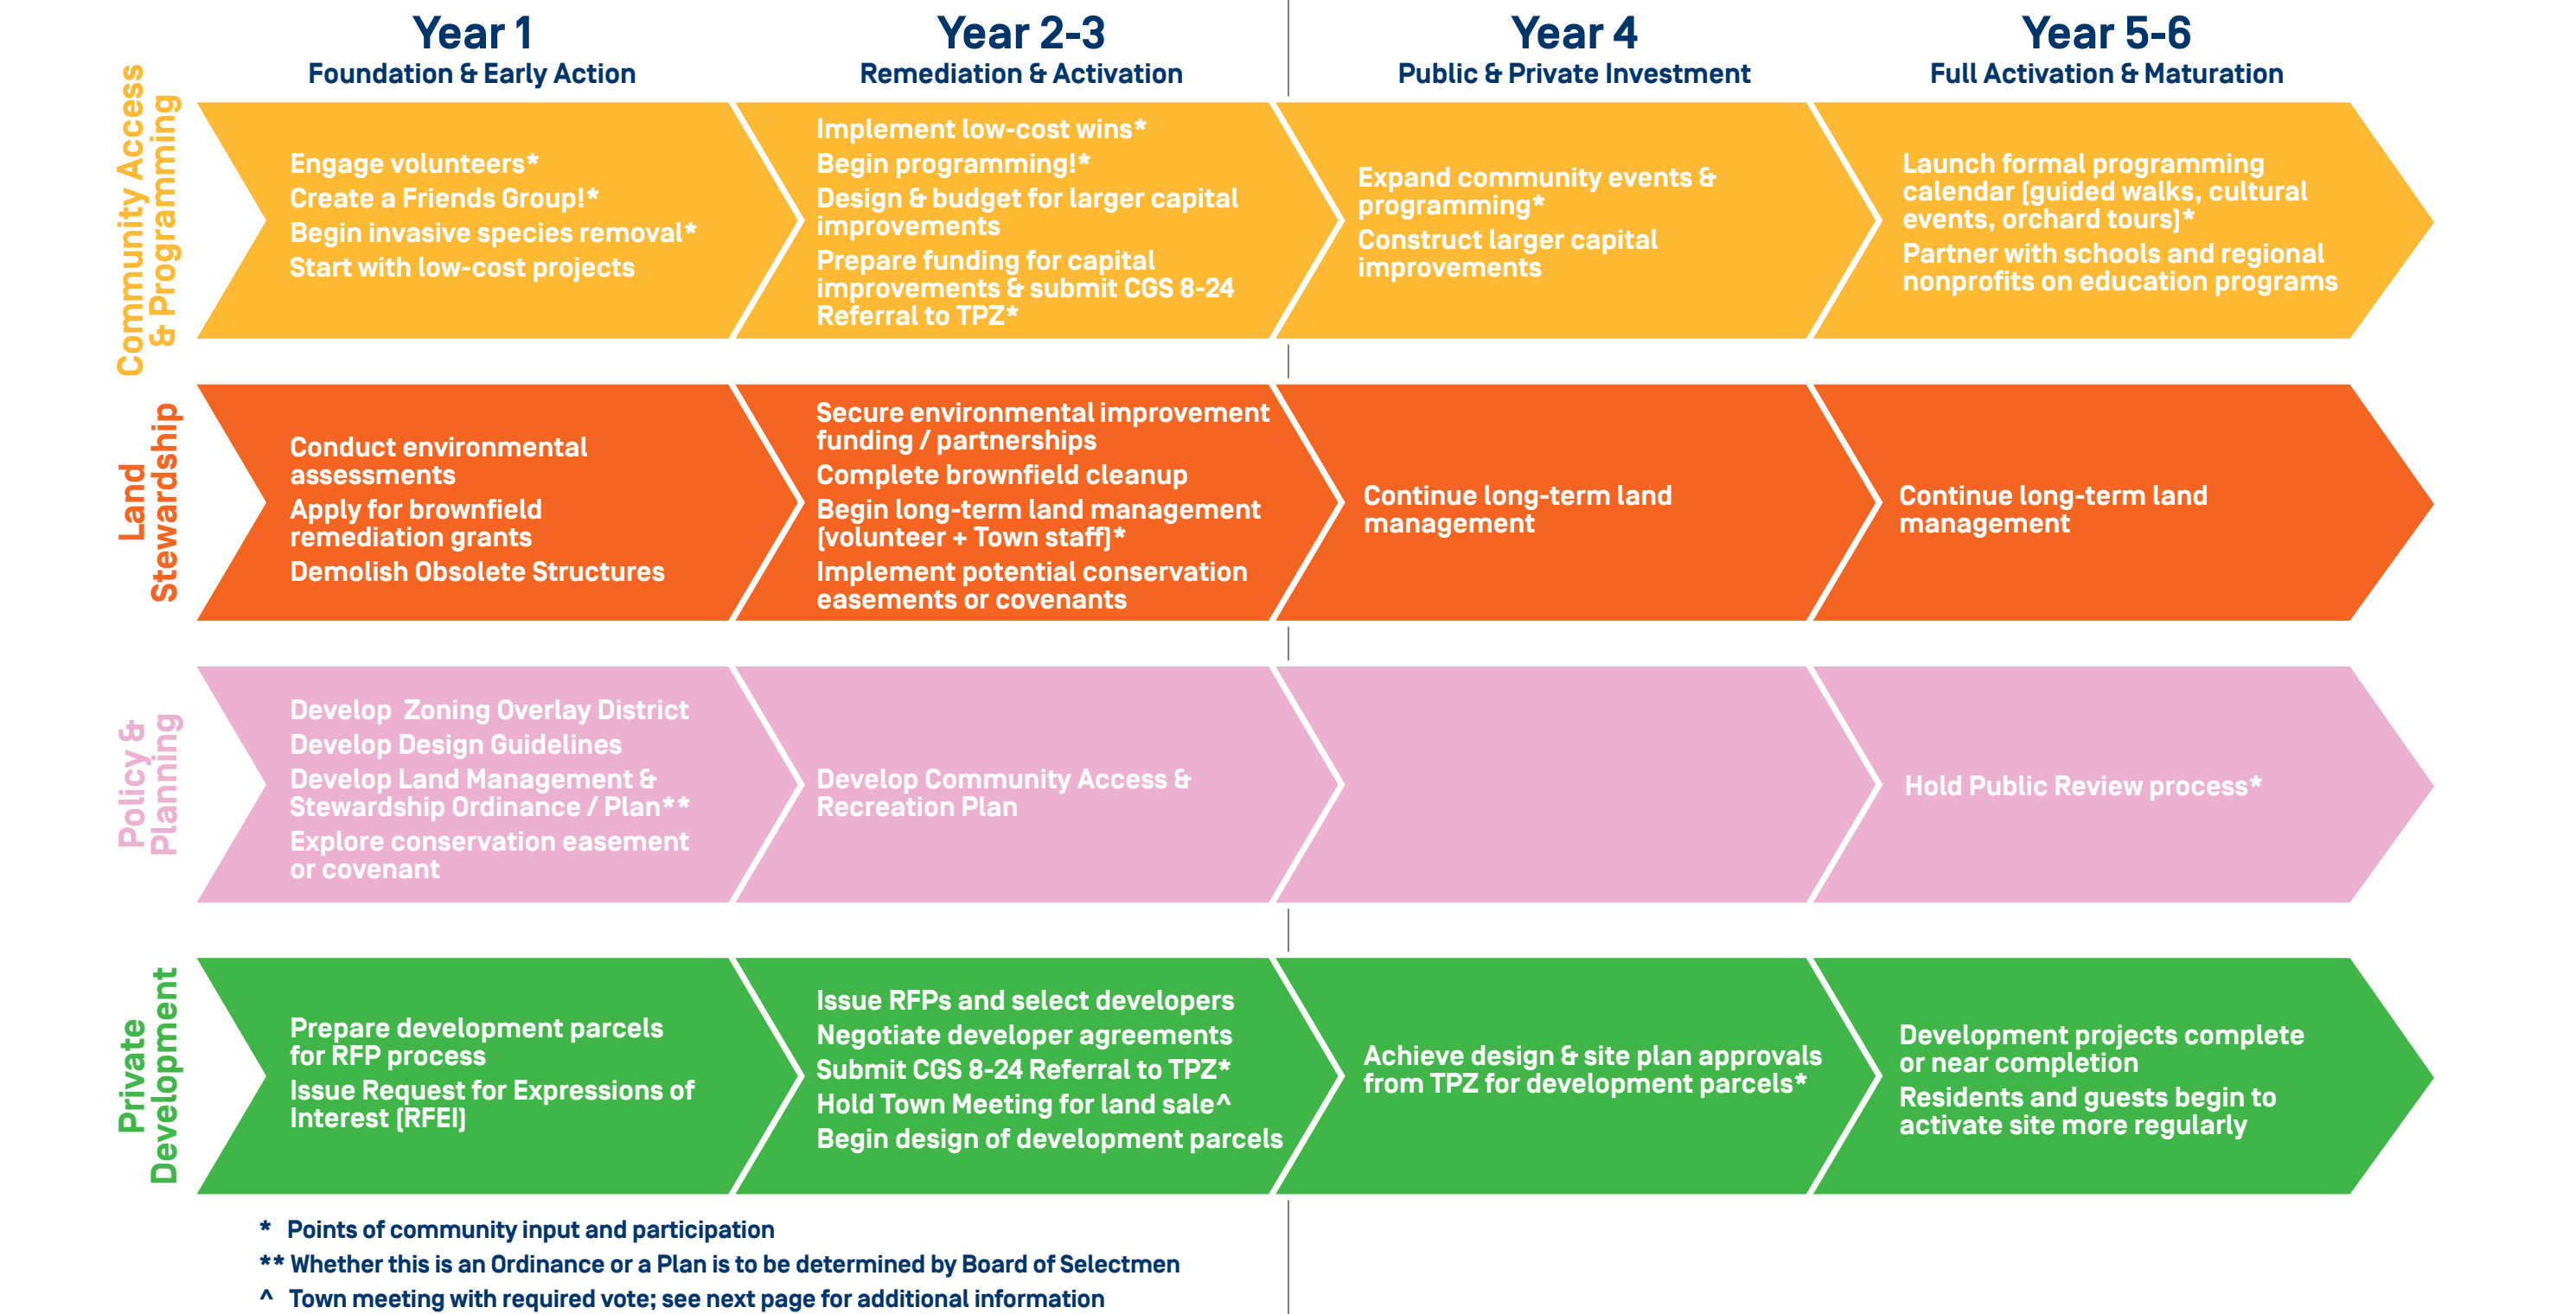 Year 1
Foundation & Early Action
Year 2-3
Remediation & Activation
Year 4
Public & Private Investment
Year 5-6
Full Activation & Maturation
Community Access
& Programming
Engage volunteers*
Create a Friends Group!*
Begin invasive species removal*
Start with low-cost projects
Implement low-cost wins*
Begin programming!*
Design & budget for larger capital
improvements
Prepare funding for capital
improvements & submit CGS 8-24
Referral to TPZ*
Expand community events &
programming*
Construct larger capital
improvements
Launch formal programming
calendar (guided walks, cultural
events, orchard tours)*
Partner with schools and regional
nonprofits on education programs
Land
Stewardship
Conduct environmental
assessments
Apply for brownfield
remediation grants
Demolish Obsolete Structures
Secure environmental improvement
funding / partnerships
Complete brownfield cleanup
Begin long-term land management
(volunteer + Town staff)*
Implement potential conservation
easements or covenants
Continue long-term land
management
Continue long-term land
management
Policy &
Planning
Develop Zoning Overlay District
Develop Design Guidelines
Develop Land Management &
Stewardship Ordinance / Plan**
Explore conservation easement
or covenant
Develop Community Access &
Recreation Plan
Hold Public Review process*
Private
Development
Prepare development parcels
for RFP process
Issue Request for Expressions of
Interest (RFEI)
Issue RFPs and select developers
Negotiate developer agreements
Submit CGS 8-24 Referral to TPZ*
Hold Town Meeting for land sale^
Begin design of development parcels
Achieve design & site plan approvals
from TPZ for development parcels*
Development projects complete
or near completion
Residents and guests begin to
activate site more regularly
* Points of community input and participation
** Whether this is an Ordinance or a Plan is to be determined by Board of Selectmen
^ Town meeting with required vote; see next page for additional information